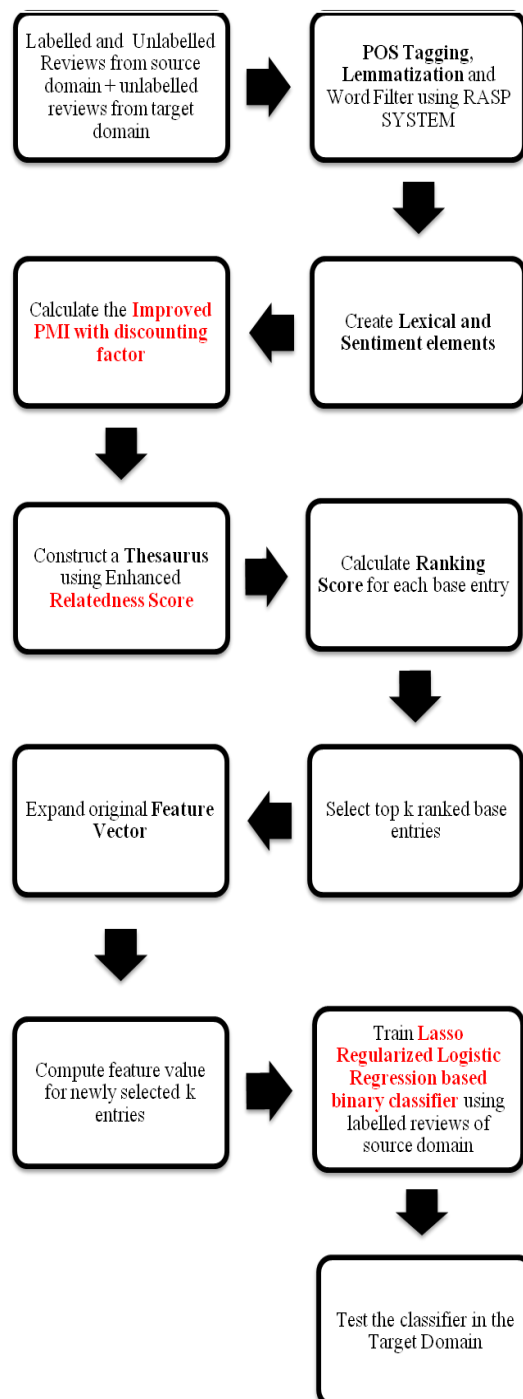 Labelled and Unlabelled
Reviews from source
domain + unlabelled
reviews from target
domain
POS Tagging,
Lemmatization and
Word Filter using RASP
SYSTEM
Create Lexical and
Sentiment elements
Calculate the Improved
PMI with discounting
factor
Construct a Thesaurus
using Enhanced
Relatedness Score
Calculate Ranking
Score for each base entry
Select top k ranked base
entries
Expand original Feature
Vector
Compute feature value
for newly selected k
entries
Train Lasso
Regularized Logistic
Regression based
binary classifier using
labelled reviews of
source domain
Test the classifier in the
Target Domain